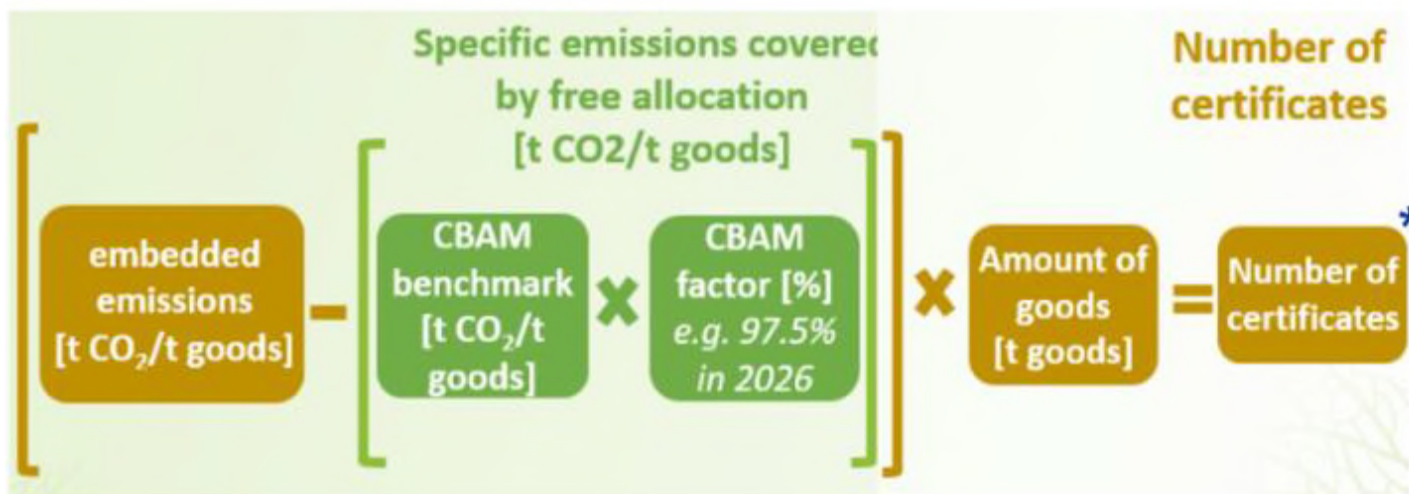 Specific emissions covered
by free allocation
[t CO2/t goods]
Number of
certificates
embedded
emissions
[t CO₂/t goods]
–
CBAM
benchmark
[t CO₂/t
goods]
×
CBAM
factor [%]
e.g. 97.5%
in 2026
×
Amount of
goods
[t goods]
=
Number of
certificates
*